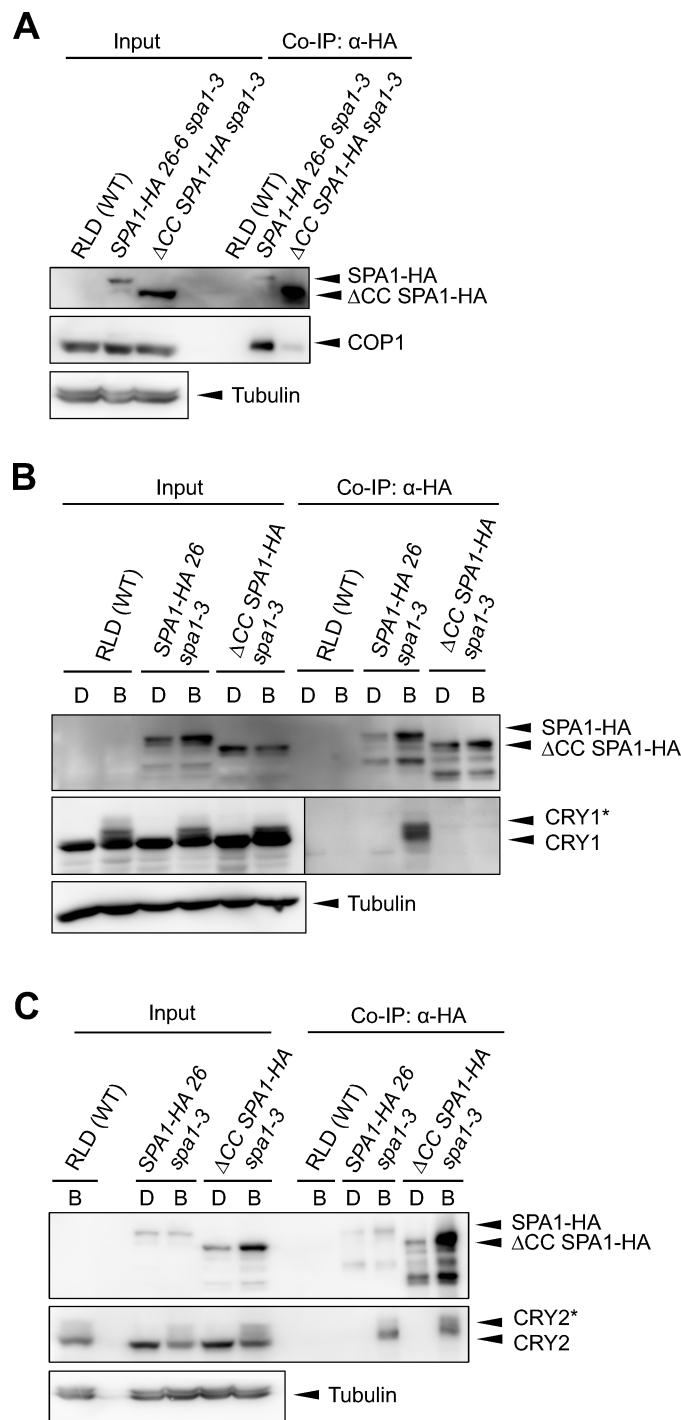 A
Input
Co-IP: α-HA
RLD (WT)
SPA1-HA 26-6 spa1-3
ΔCC SPA1-HA spa1-3
RLD (WT)
SPA1-HA 26-6 spa1-3
ΔCC SPA1-HA spa1-3
SPA1-HA
ΔCC SPA1-HA
COP1
Tubulin
B
Input
Co-IP: α-HA
RLD (WT)
SPA1-HA 26
spa1-3
ΔCC SPA1-HA
spa1-3
RLD (WT)
SPA1-HA 26
spa1-3
ΔCC SPA1-HA
spa1-3
D B D B D B D B D B D B
SPA1-HA
ΔCC SPA1-HA
CRY1*
CRY1
Tubulin
C
Input
Co-IP: α-HA
RLD (WT)
SPA1-HA 26
spa1-3
ΔCC SPA1-HA
spa1-3
RLD (WT)
SPA1-HA 26
spa1-3
ΔCC SPA1-HA
spa1-3
B D B D B B D B D B
SPA1-HA
ΔCC SPA1-HA
CRY2*
CRY2
Tubulin